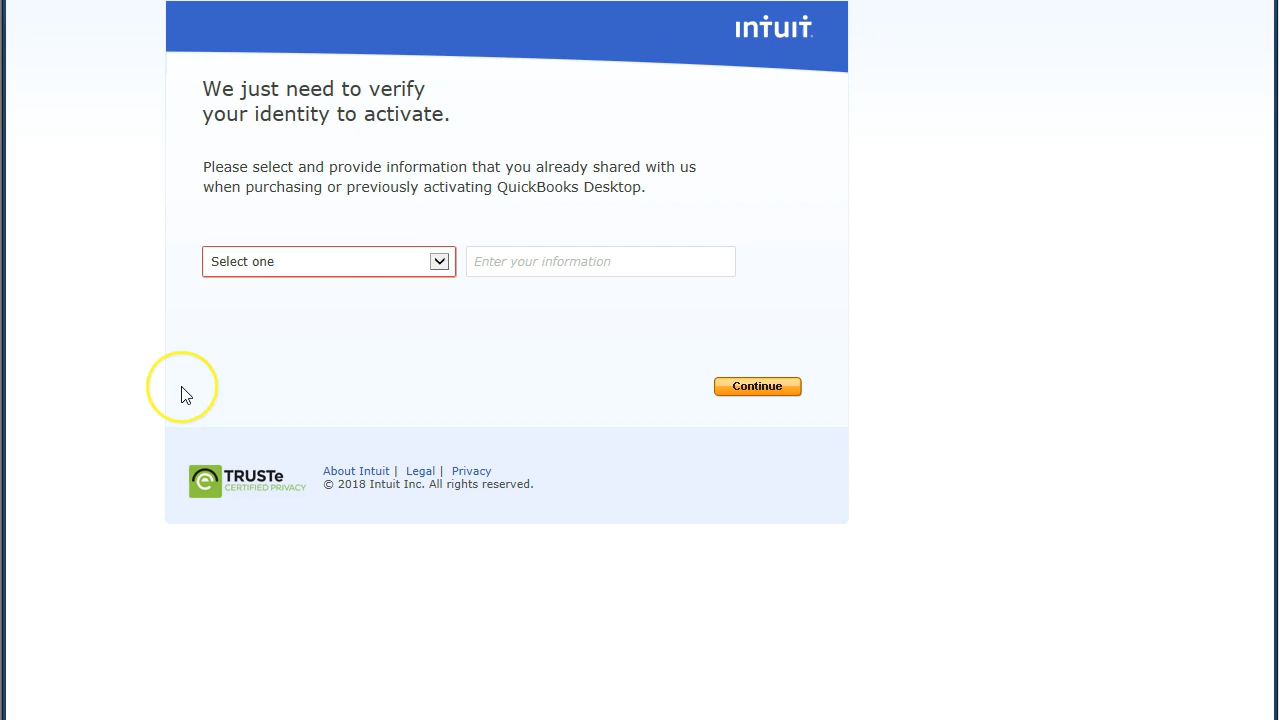 intuit.
We just need to verify
your identity to activate.
Please select and provide information that you already shared with us
when purchasing or previously activating QuickBooks Desktop.
Select one
Enter your information
Continue
TRUSTe
CERTIFIED PRIVACY
About Intuit | Legal | Privacy
© 2018 Intuit Inc. All rights reserved.